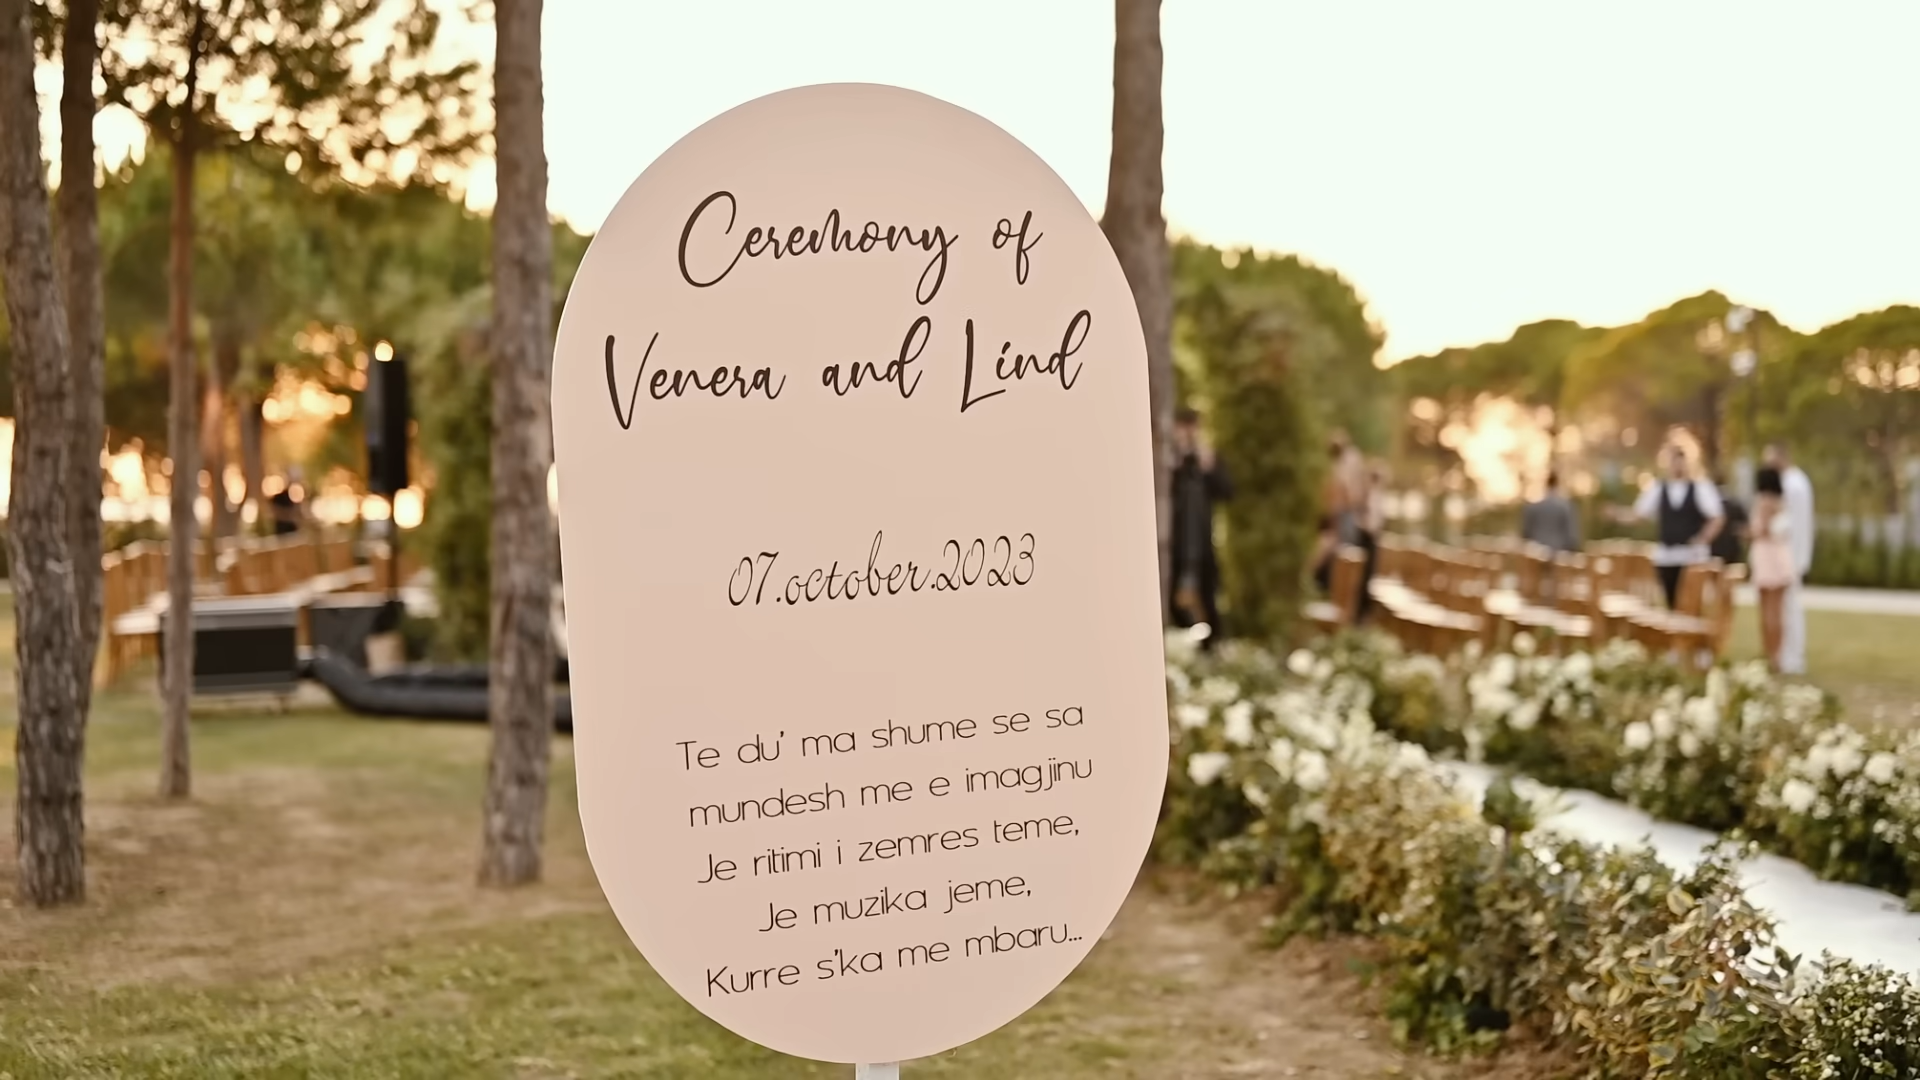 Ceremony of
Venera and Lind
07.october.2023
Te du' ma shume se sa
mundesh me e imagjinu
Je ritimi i zemres teme,
Je muzika jeme,
Kurre s'ka me mbaru...